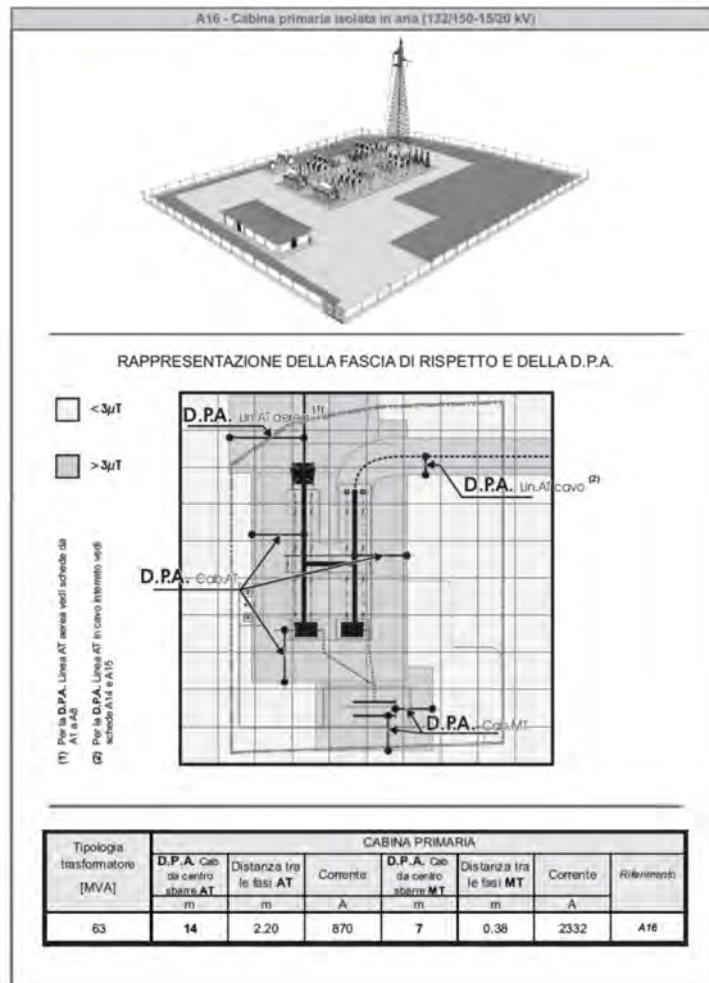 A16 - Cabina primaria isolata in aria (132/150-15/20 kV)
RAPPRESENTAZIONE DELLA FASCIA DI RISPETTO E DELLA D.P.A.
<3µT
>3µT
D.P.A. Lin.AT aerea (1)
D.P.A. Lin.AT cavo (2)
D.P.A. Cab.AT
D.P.A. Cab.MT
(1) Per la D.P.A. Linea AT aerea vedi schede da
A1 a A8
(2) Per la D.P.A. Linea AT in cavo interrato vedi
schede A14 e A15
Tipologia
trasformatore
[MVA]
CABINA PRIMARIA
D.P.A. Cab
da centro
sbarre AT
Distanza tra
le fasi AT
Corrente
D.P.A. Cab
da centro
sbarre MT
Distanza tra
le fasi MT
Corrente
Riferimento
m m A m m A
63 14 2.20 870 7 0.38 2332 A16